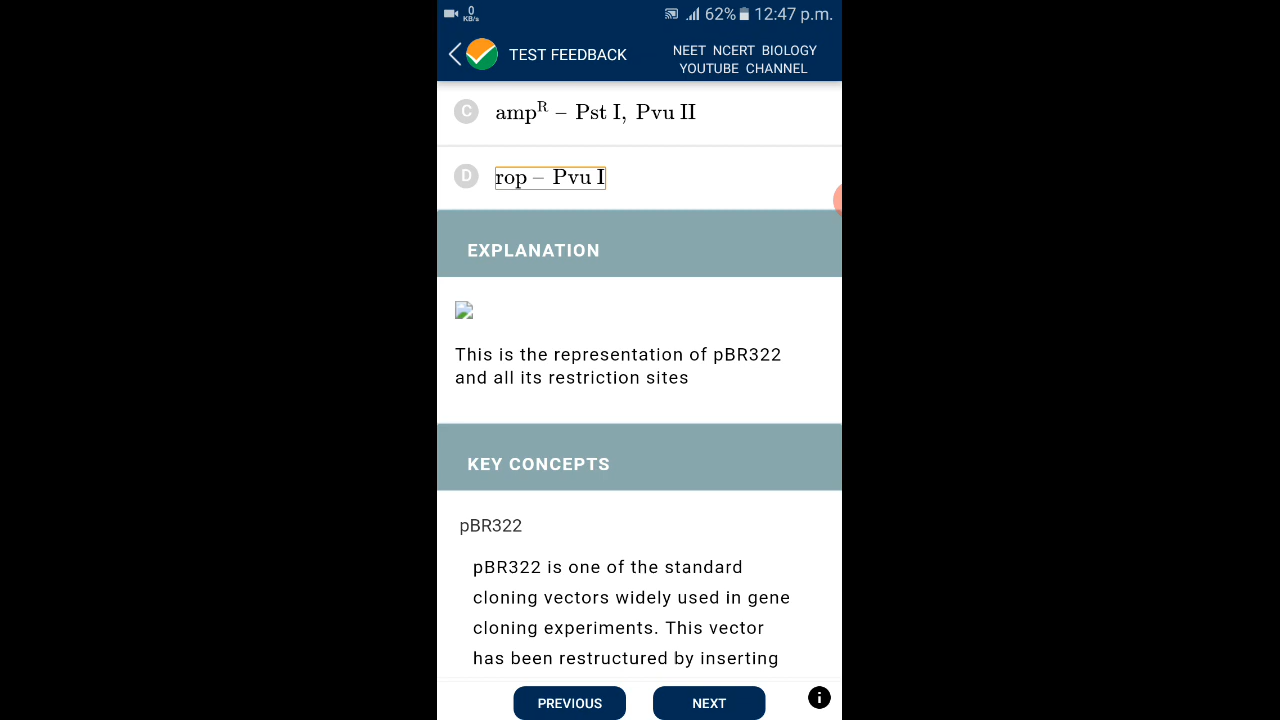 0
KB/s
62% 12:47 p.m.
TEST FEEDBACK
NEET NCERT BIOLOGY
YOUTUBE CHANNEL
C amp^R – Pst I, Pvu II
D rop – Pvu I
EXPLANATION
This is the representation of pBR322
and all its restriction sites
KEY CONCEPTS
pBR322
pBR322 is one of the standard
cloning vectors widely used in gene
cloning experiments. This vector
has been restructured by inserting
PREVIOUS NEXT